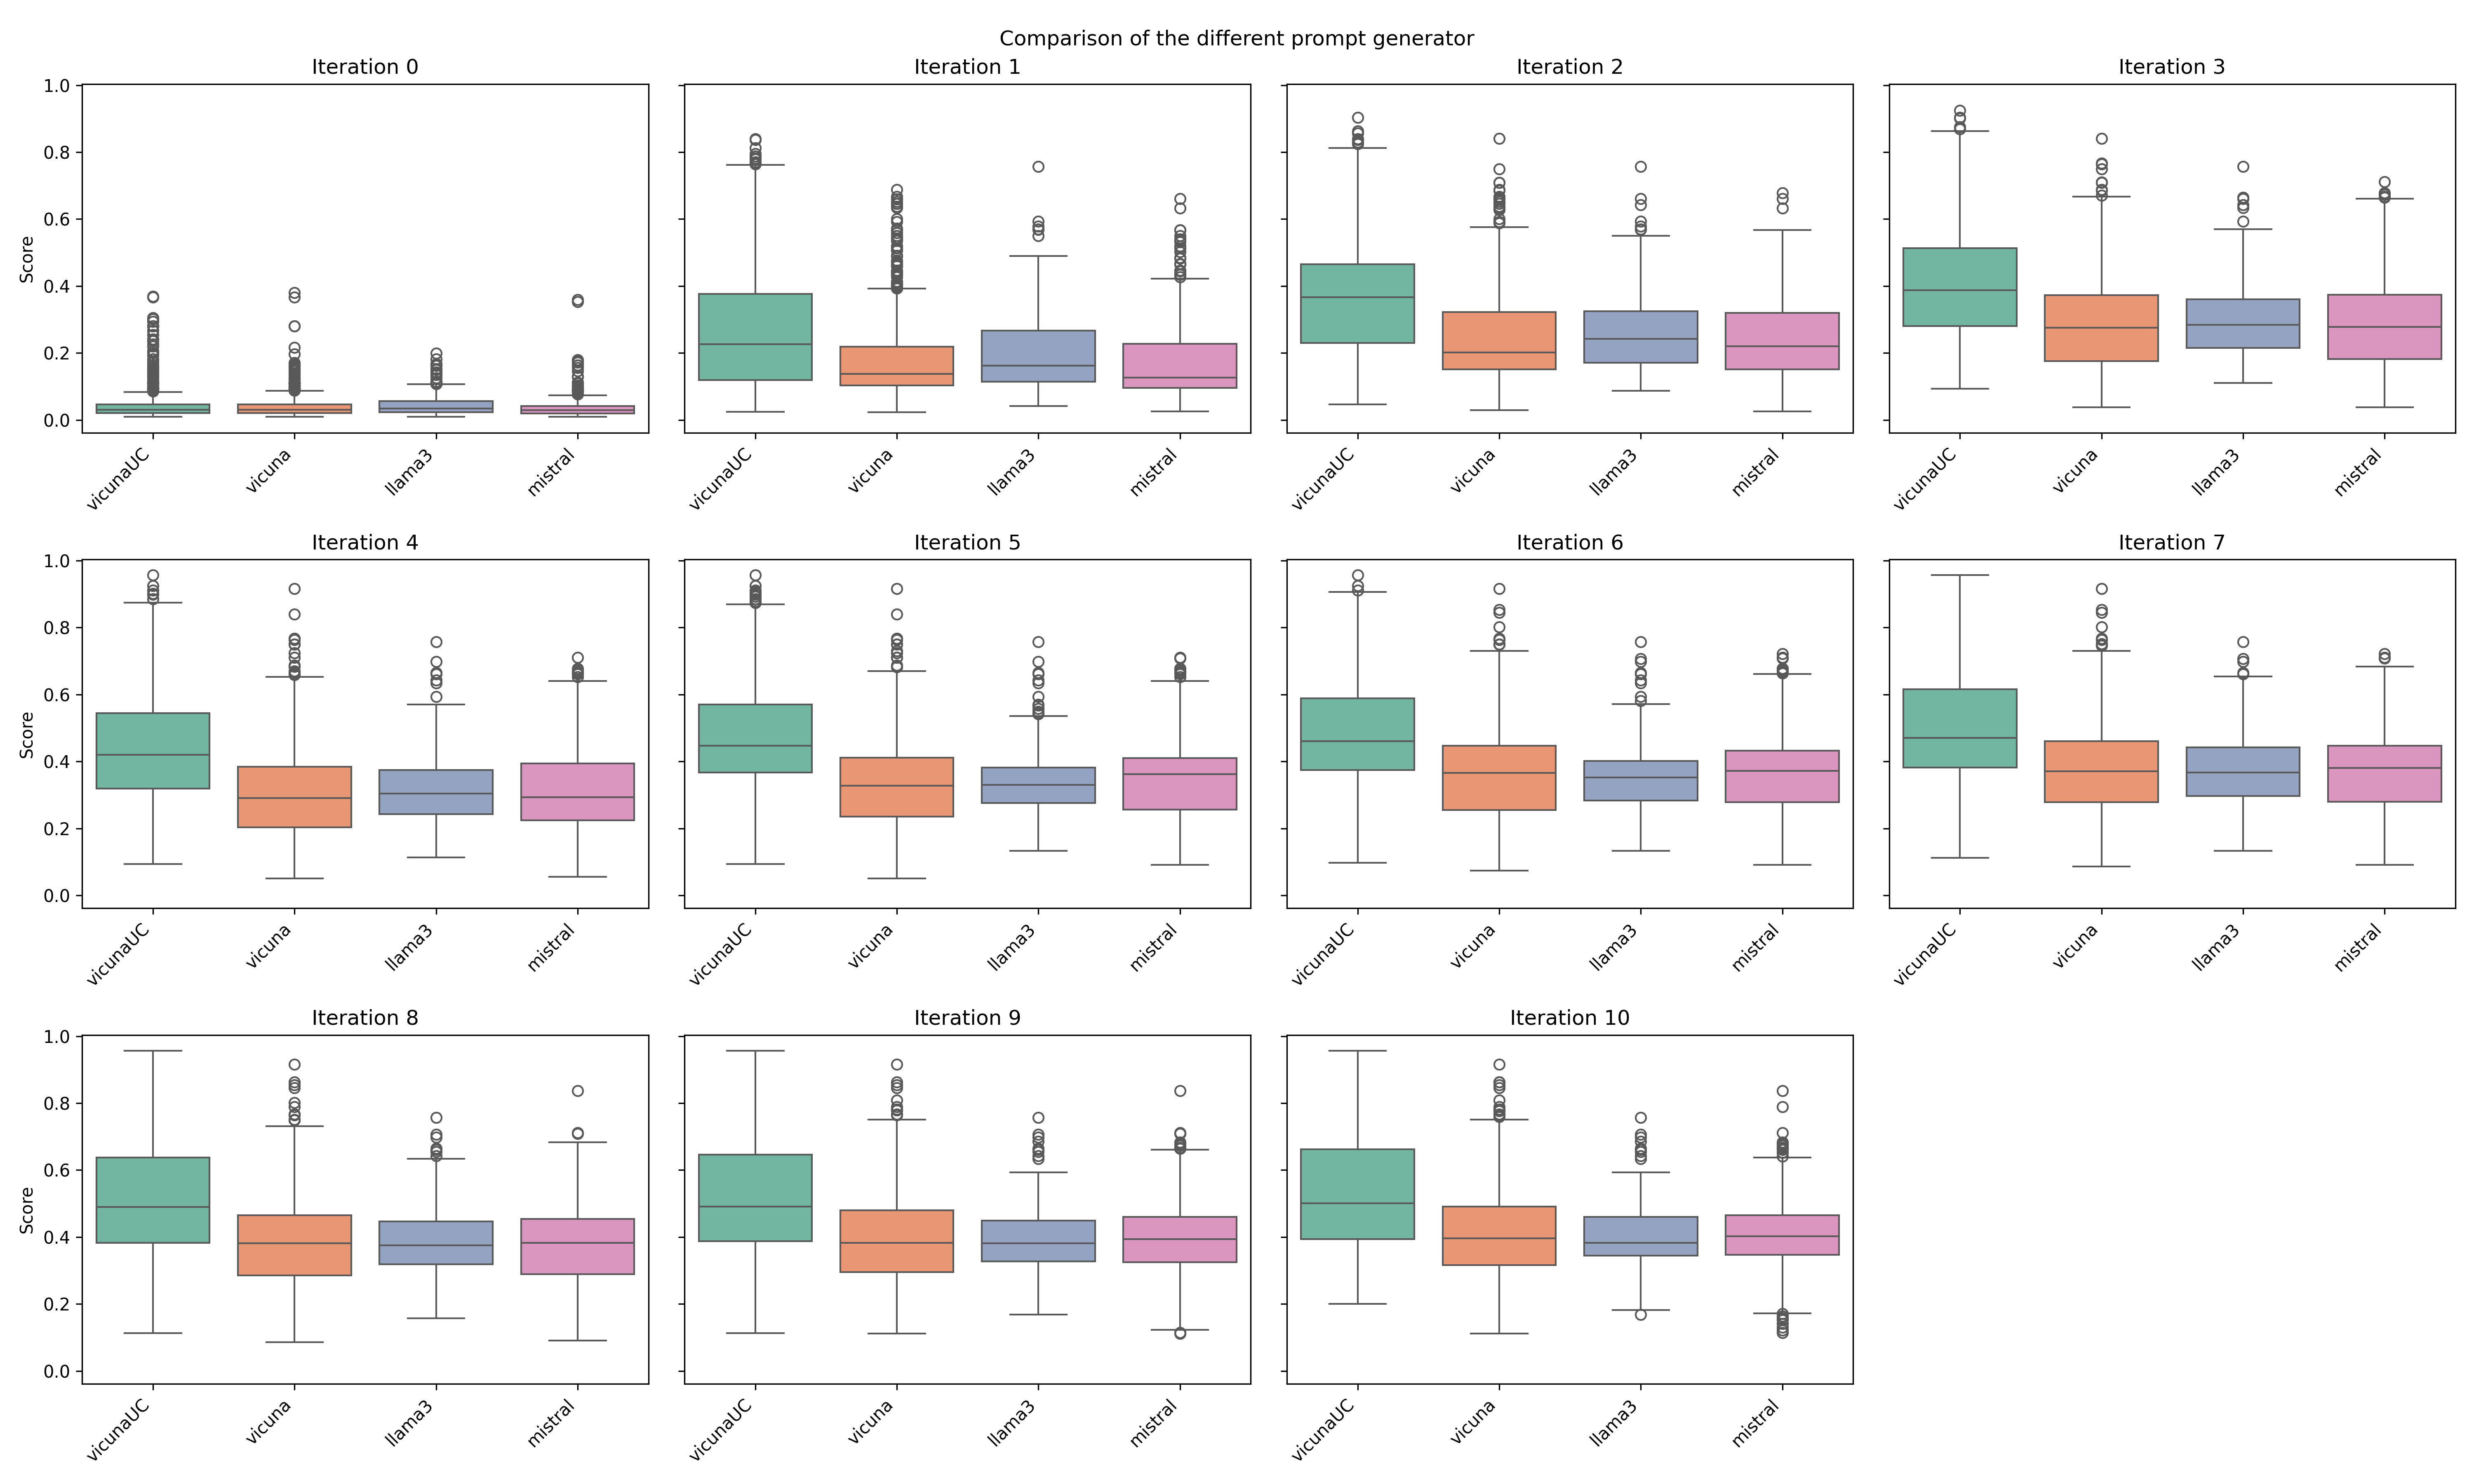 Comparison of the different prompt generator
Iteration 0
Iteration 1
Iteration 2
Iteration 3
Score
1.0
0.8
0.6
0.4
0.2
0.0
vicunaUC
vicuna
llama3
mistral
vicunaUC
vicuna
llama3
mistral
vicunaUC
vicuna
llama3
mistral
vicunaUC
vicuna
llama3
mistral
Iteration 4
Iteration 5
Iteration 6
Iteration 7
Score
1.0
0.8
0.6
0.4
0.2
0.0
vicunaUC
vicuna
llama3
mistral
vicunaUC
vicuna
llama3
mistral
vicunaUC
vicuna
llama3
mistral
vicunaUC
vicuna
llama3
mistral
Iteration 8
Iteration 9
Iteration 10
Score
1.0
0.8
0.6
0.4
0.2
0.0
vicunaUC
vicuna
llama3
mistral
vicunaUC
vicuna
llama3
mistral
vicunaUC
vicuna
llama3
mistral